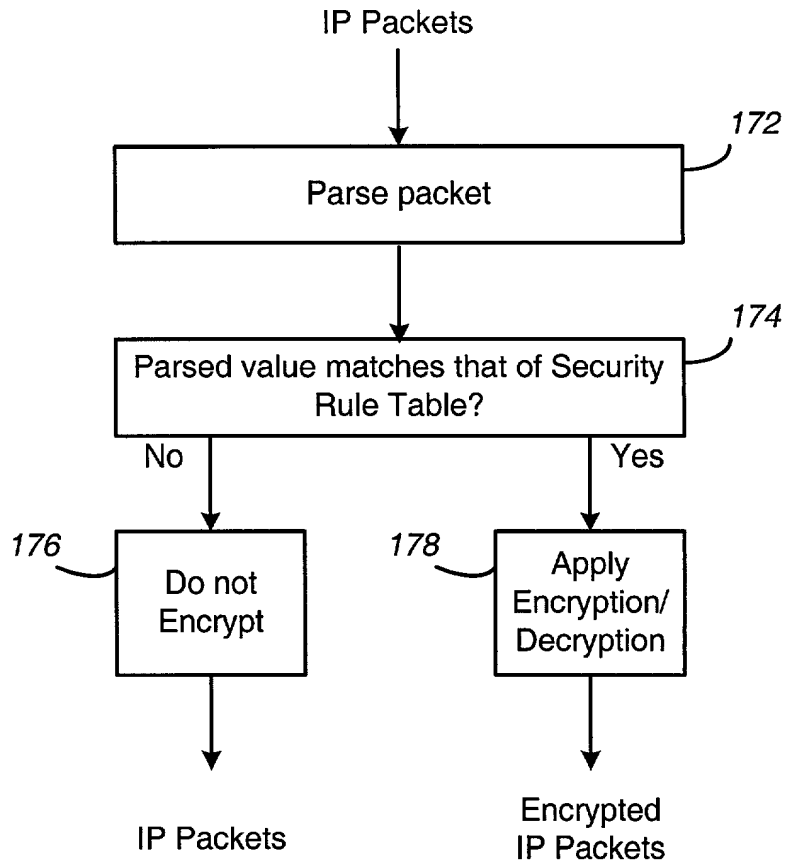 IP Packets
172
Parse packet
174
Parsed value matches that of Security
Rule Table?
No
Yes
176
Do not
Encrypt
178
Apply
Encryption/
Decryption
IP Packets
Encrypted
IP Packets